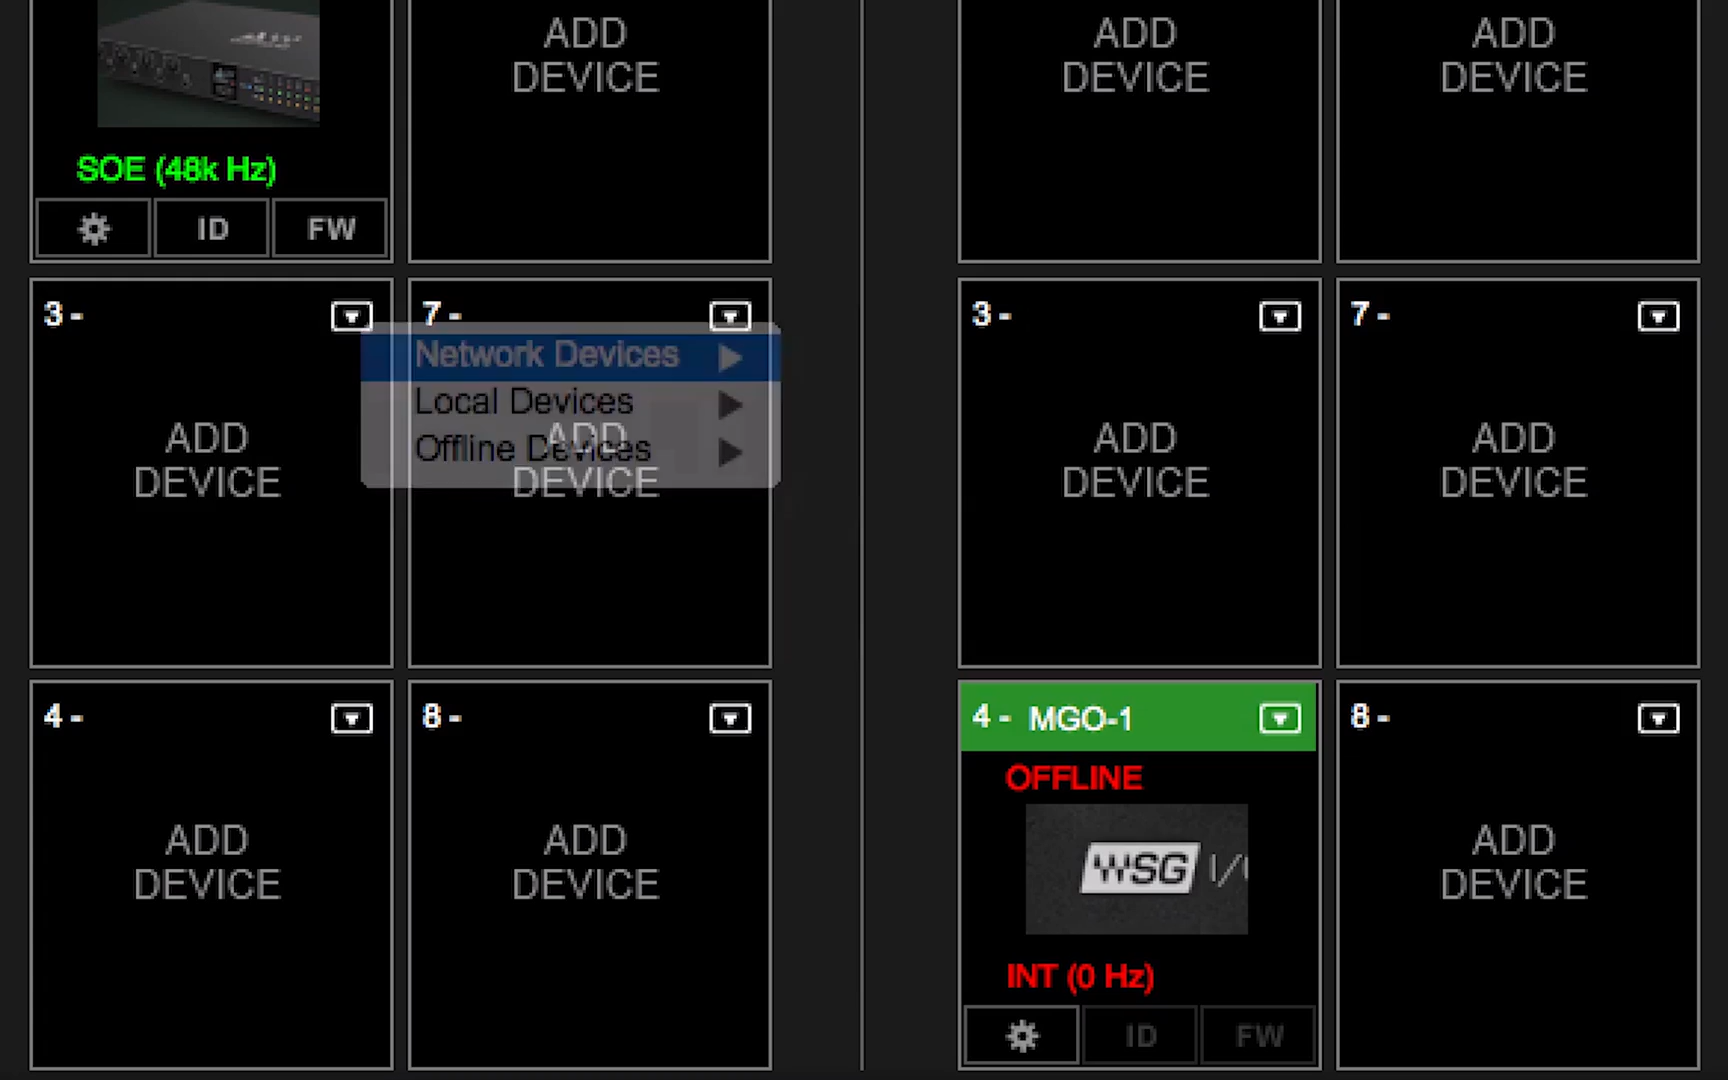 ADD
DEVICE
ADD
DEVICE
ADD
DEVICE
SOE (48k Hz)
ID
FW
3 -
7 -
3 -
7 -
Network Devices
Local Devices
Offline Devices
ADD
DEVICE
ADD
DEVICE
ADD
DEVICE
ADD
DEVICE
4 -
8 -
4 - MGO-1
8 -
OFFLINE
ADD
DEVICE
ADD
DEVICE
WSG I/
ADD
DEVICE
INT (0 Hz)
ID
FW